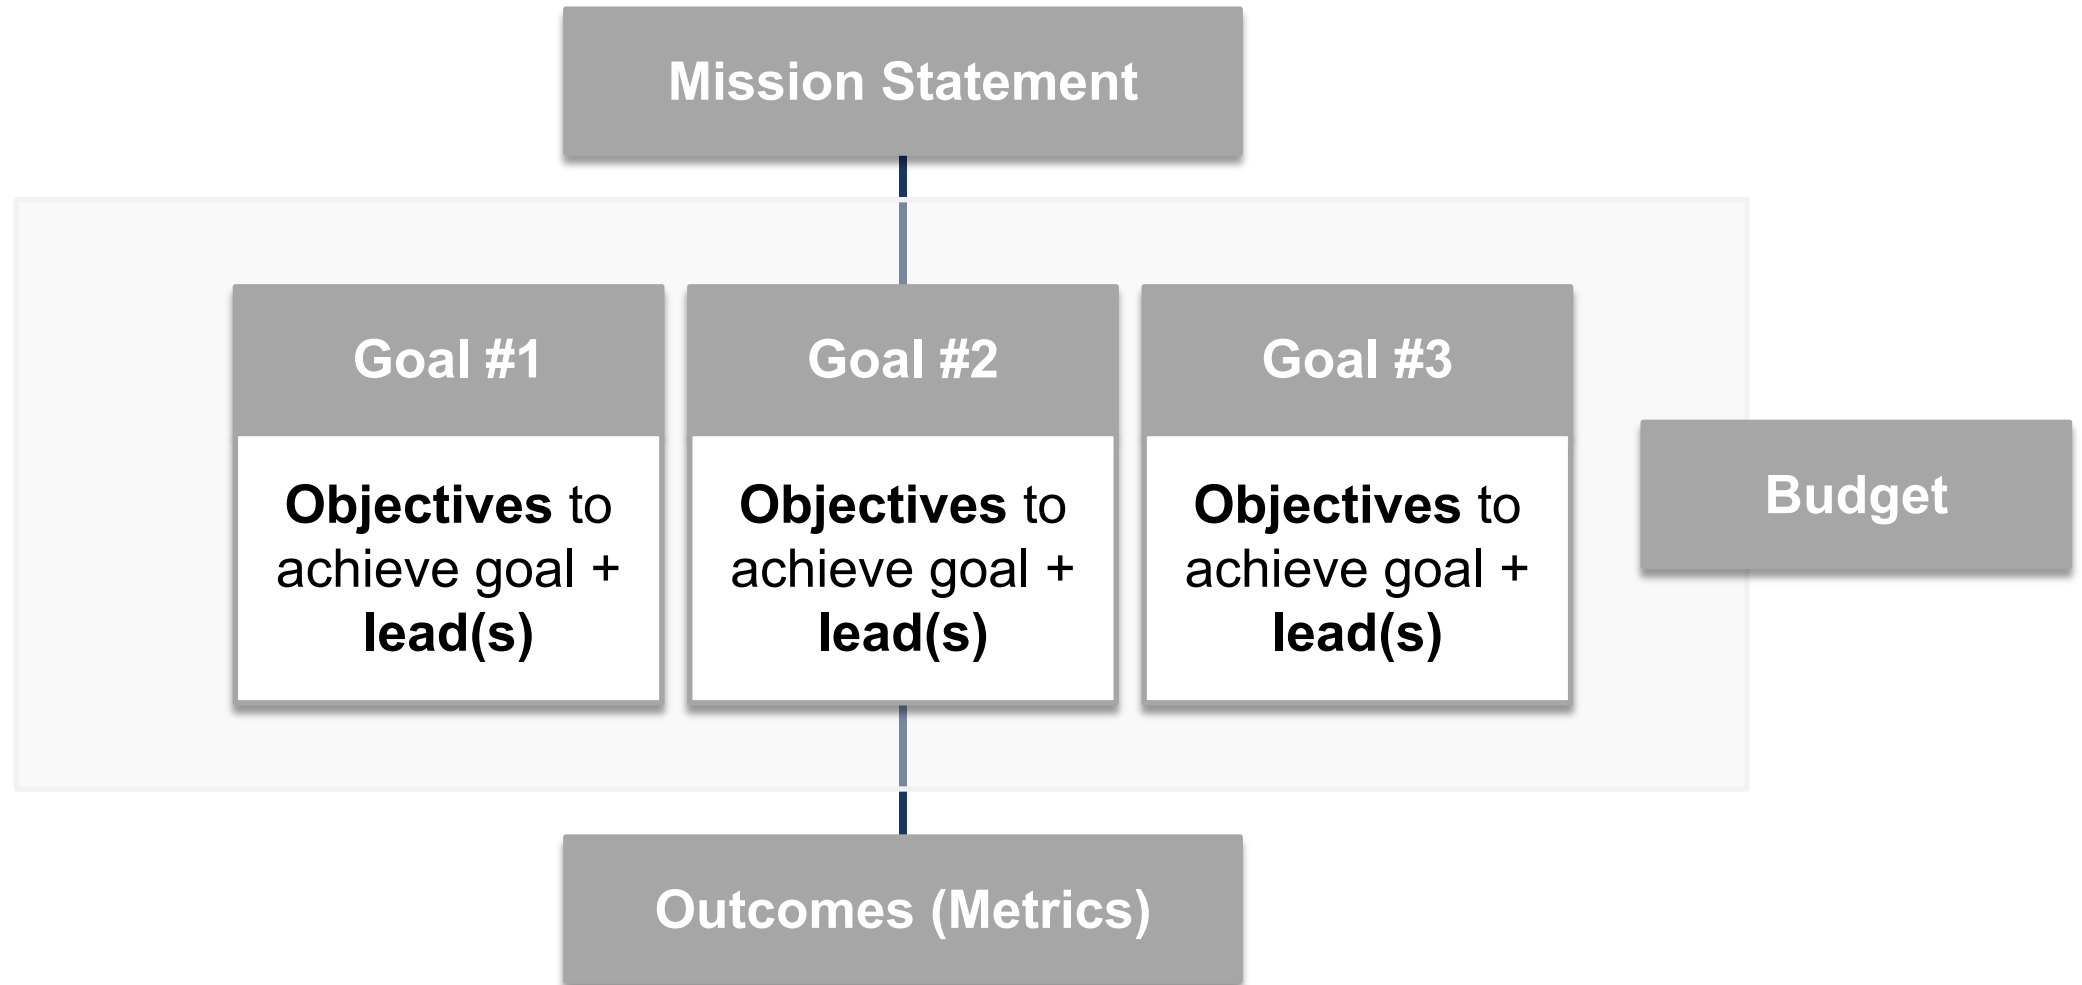 Mission Statement
Goal #1
Objectives to
achieve goal +
lead(s)
Goal #2
Objectives to
achieve goal +
lead(s)
Goal #3
Objectives to
achieve goal +
lead(s)
Budget
Outcomes (Metrics)